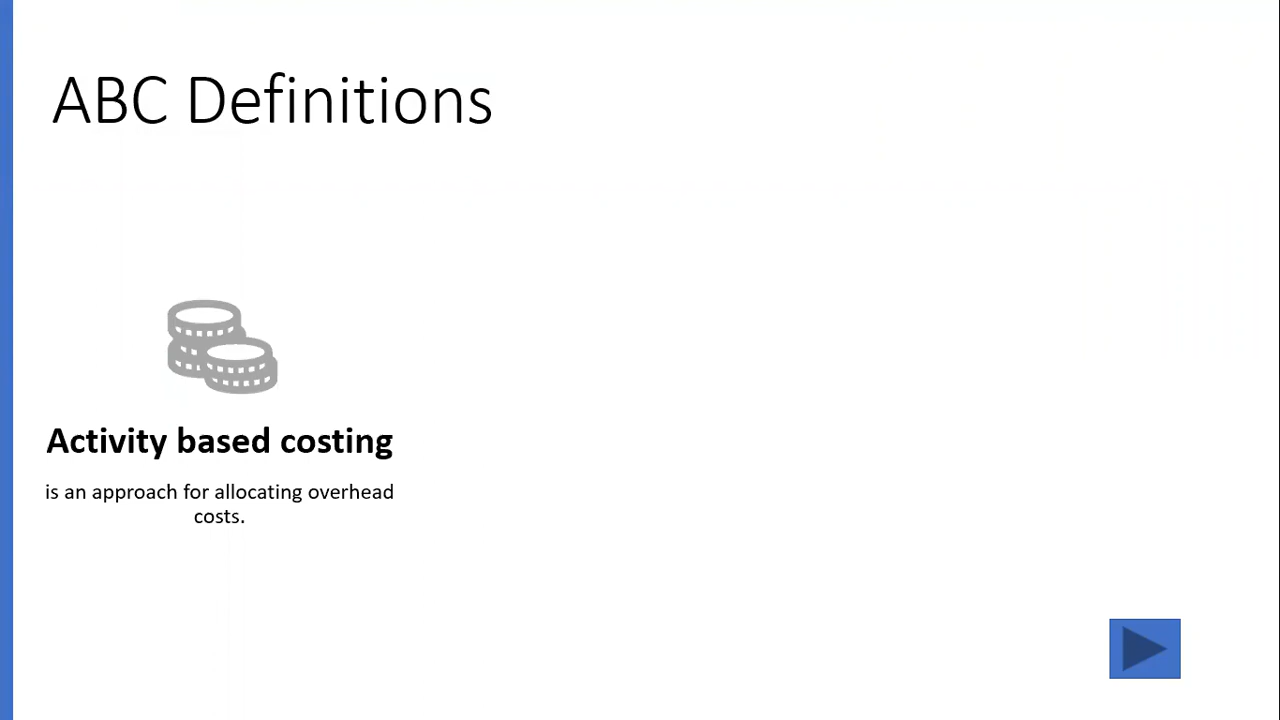 ABC Definitions
Activity based costing
is an approach for allocating overhead
costs.